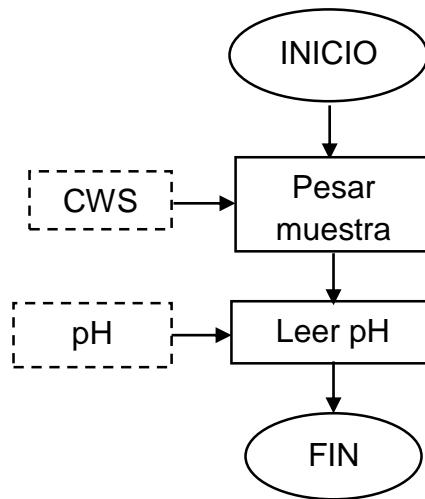 INICIO
CWS
Pesar
muestra
pH
Leer pH
FIN